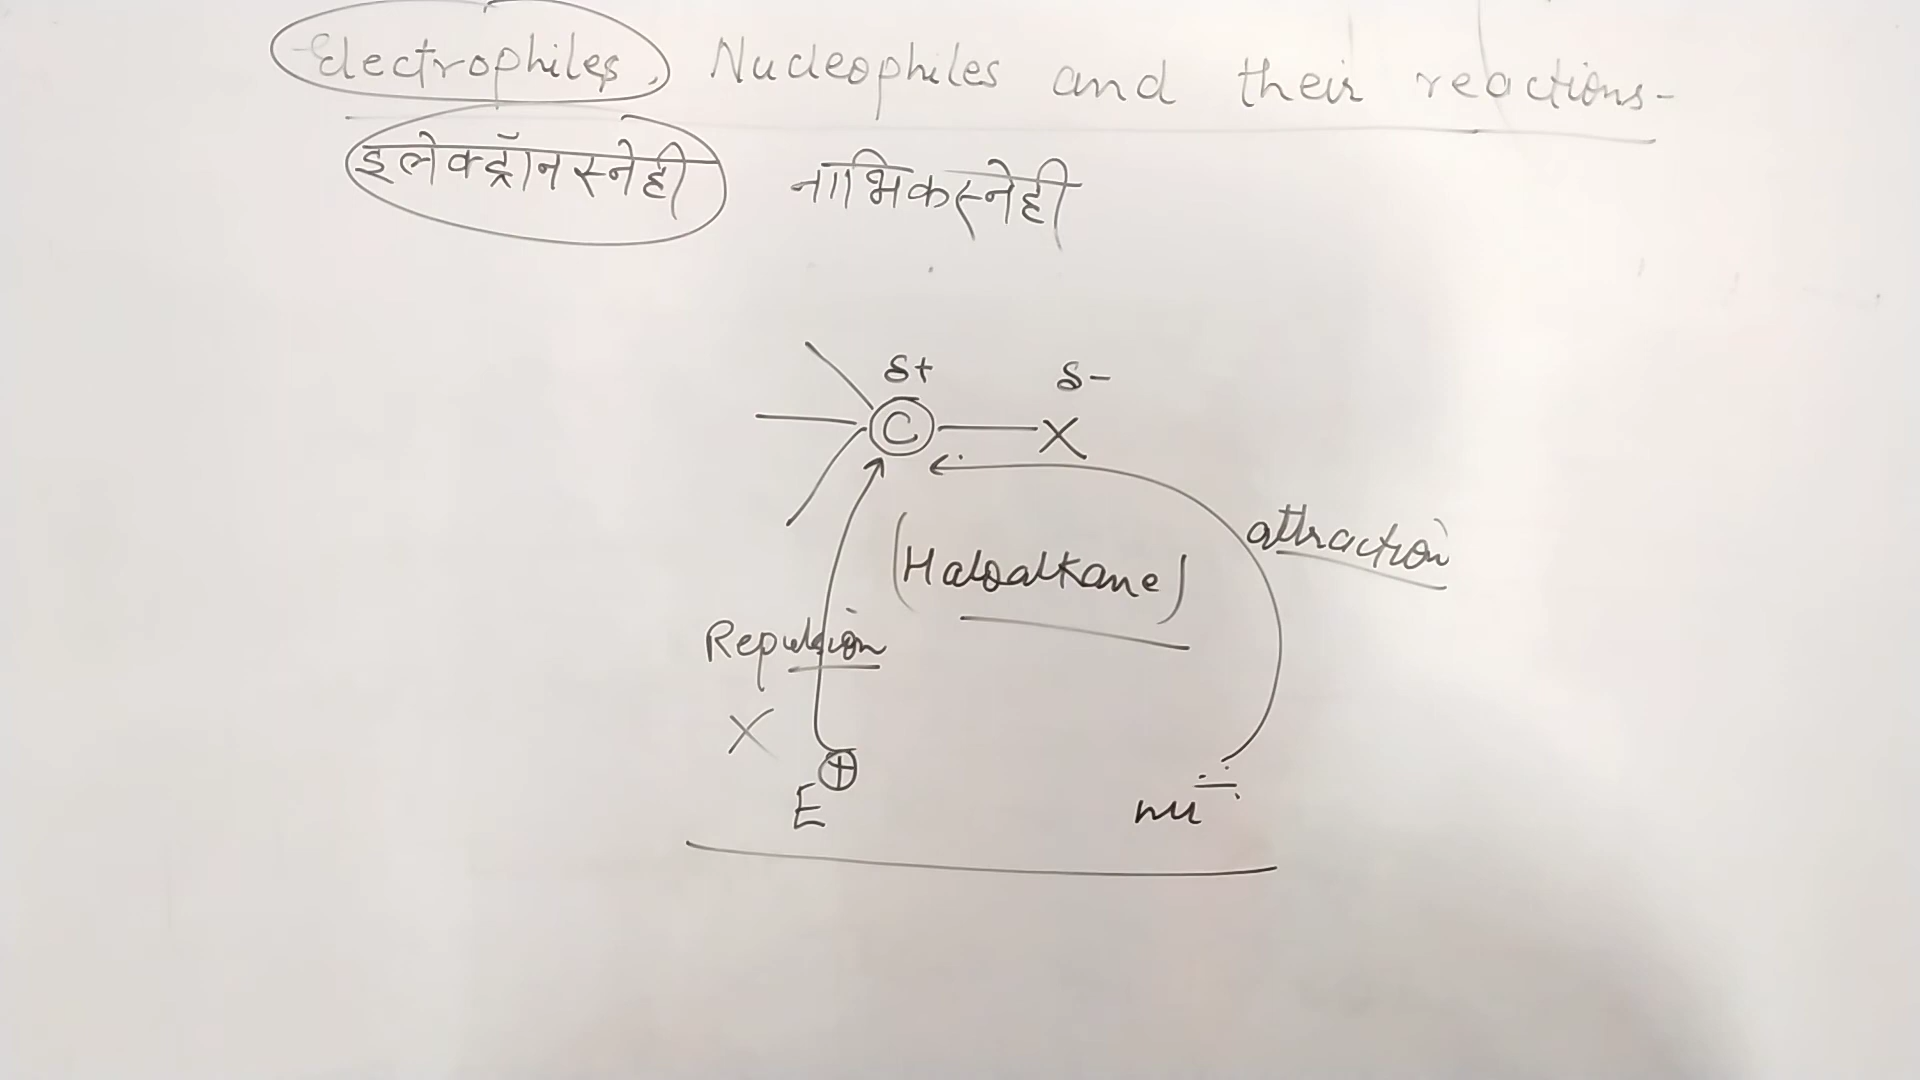 Electrophiles, Nucleophiles and their reactions-
इलेक्ट्रॉनस्नेही नाभिकस्नेही
δ+ δ-
C X
attraction
(Haloalkane)
Repulsion
X
+
E nu